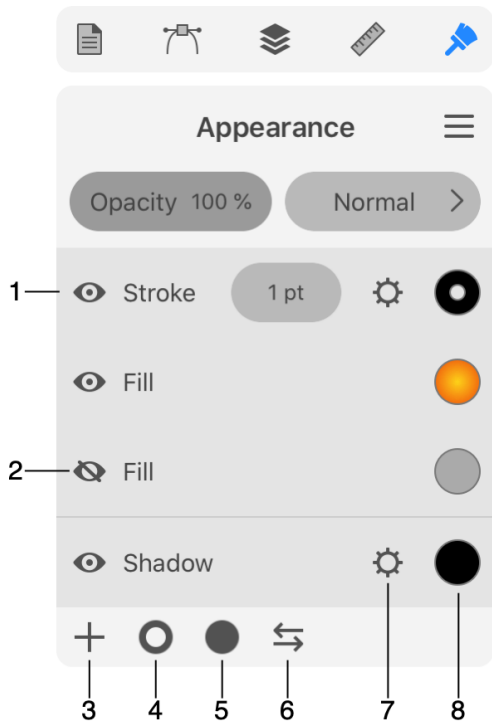 Appearance
Opacity 100 % Normal
1 Stroke 1 pt
Fill
2 Fill
Shadow
3 4 5 6 7 8